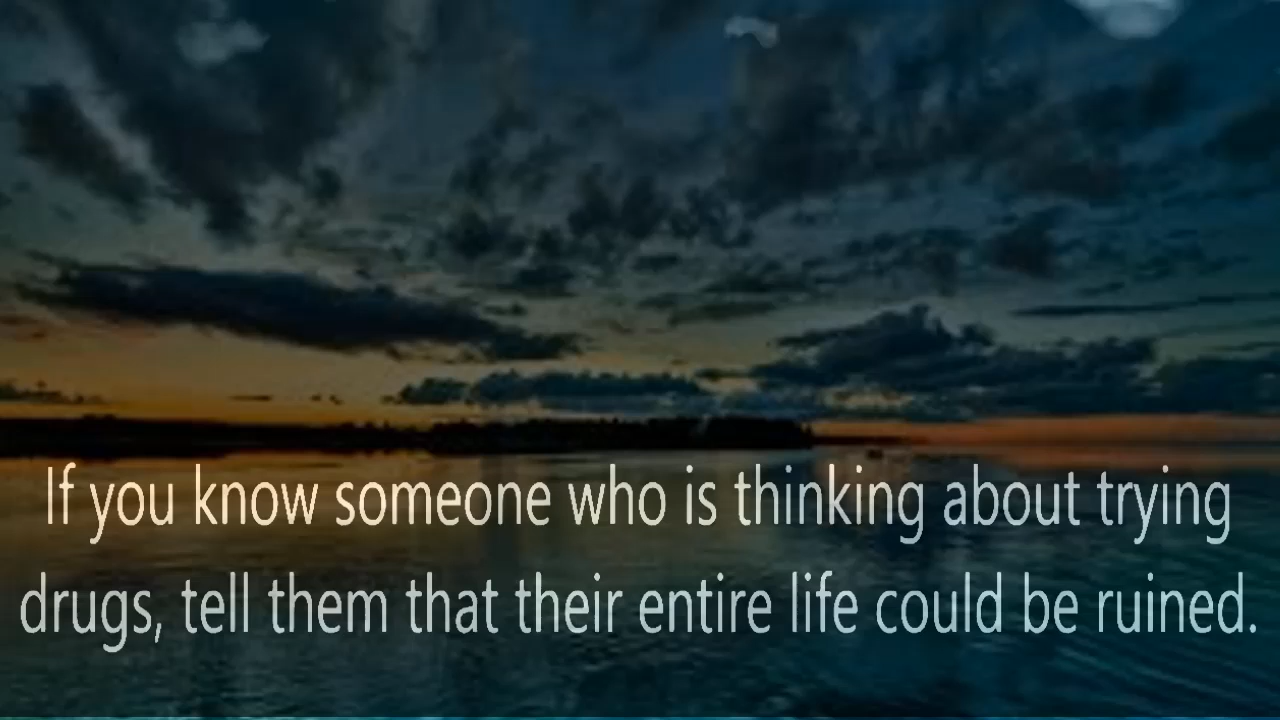 If you know someone who is thinking about trying
drugs, tell them that their entire life could be ruined.